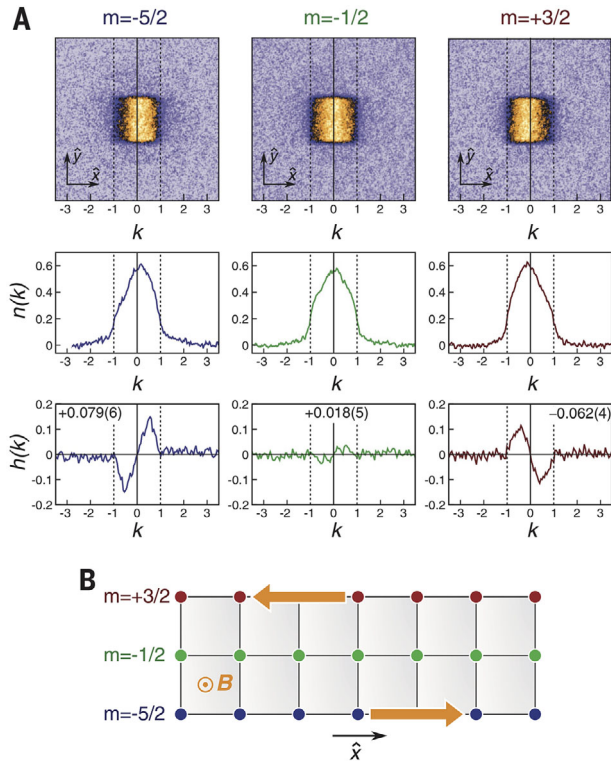 A
m=-5/2 m=-1/2 m=+3/2
ŷ ŷ ŷ
x̂ x̂ x̂
-3 -2 -1 0 1 2 3 -3 -2 -1 0 1 2 3 -3 -2 -1 0 1 2 3
k k k
n(k)
0.6 0.6 0.6
0.4 0.4 0.4
0.2 0.2 0.2
0 0 0
-3 -2 -1 0 1 2 3 -3 -2 -1 0 1 2 3 -3 -2 -1 0 1 2 3
k k k
h(k)
0.2 0.2 0.2
+0.079(6) +0.018(5) −0.062(4)
0.1 0.1 0.1
0 0 0
-0.1 -0.1 -0.1
-0.2 -0.2 -0.2
-3 -2 -1 0 1 2 3 -3 -2 -1 0 1 2 3 -3 -2 -1 0 1 2 3
k k k
B
m=+3/2
m=-1/2
B
m=-5/2
x̂